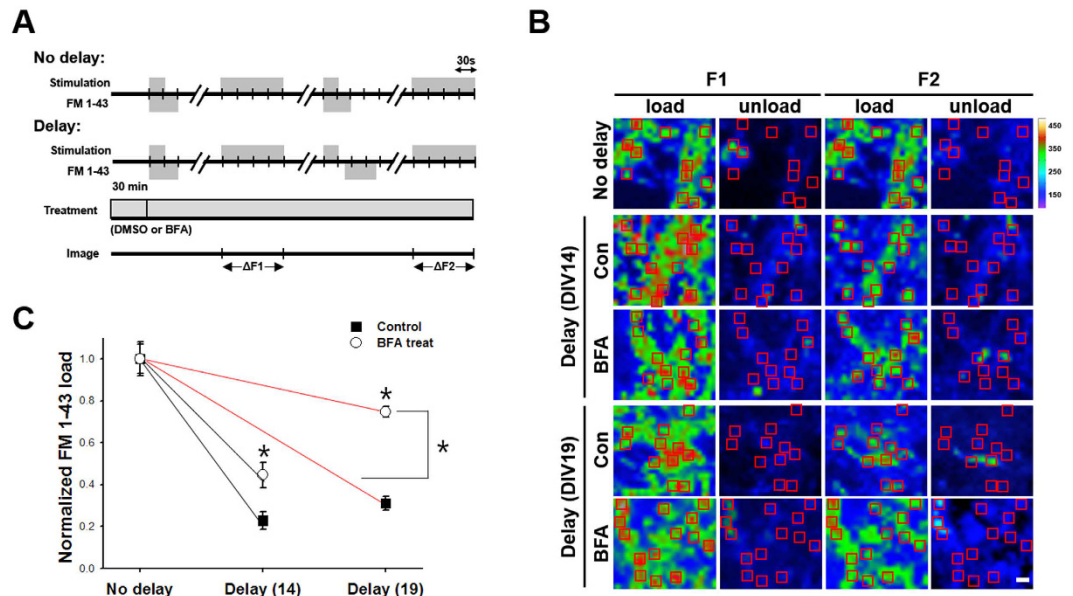 A
No delay:
30s
Stimulation
FM 1-43
Delay:
Stimulation
FM 1-43
30 min
Treatment
(DMSO or BFA)
Image
ΔF1
ΔF2
B
F1
F2
load
unload
load
unload
No delay
450
350
250
150
Delay (DIV14)
Con
BFA
Delay (DIV19)
Con
BFA
C
Control
BFA treat
Normalized FM 1-43 load
1.0
0.8
0.6
0.4
0.2
0.0
*
*
*
No delay
Delay (14)
Delay (19)